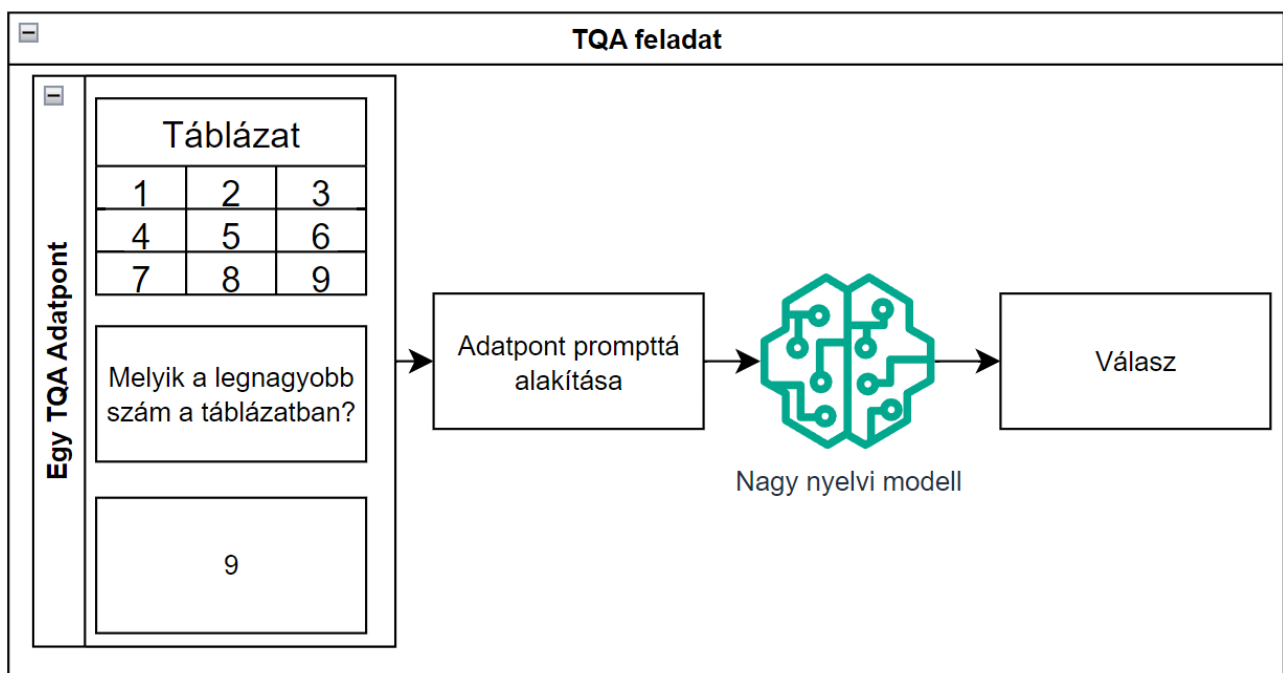 TQA feladat
Egy TQA Adatpont
Táblázat
1 2 3
4 5 6
7 8 9
Melyik a legnagyobb
szám a táblázatban?
9
Adatpont prompttá
alakítása
Nagy nyelvi modell
Válasz